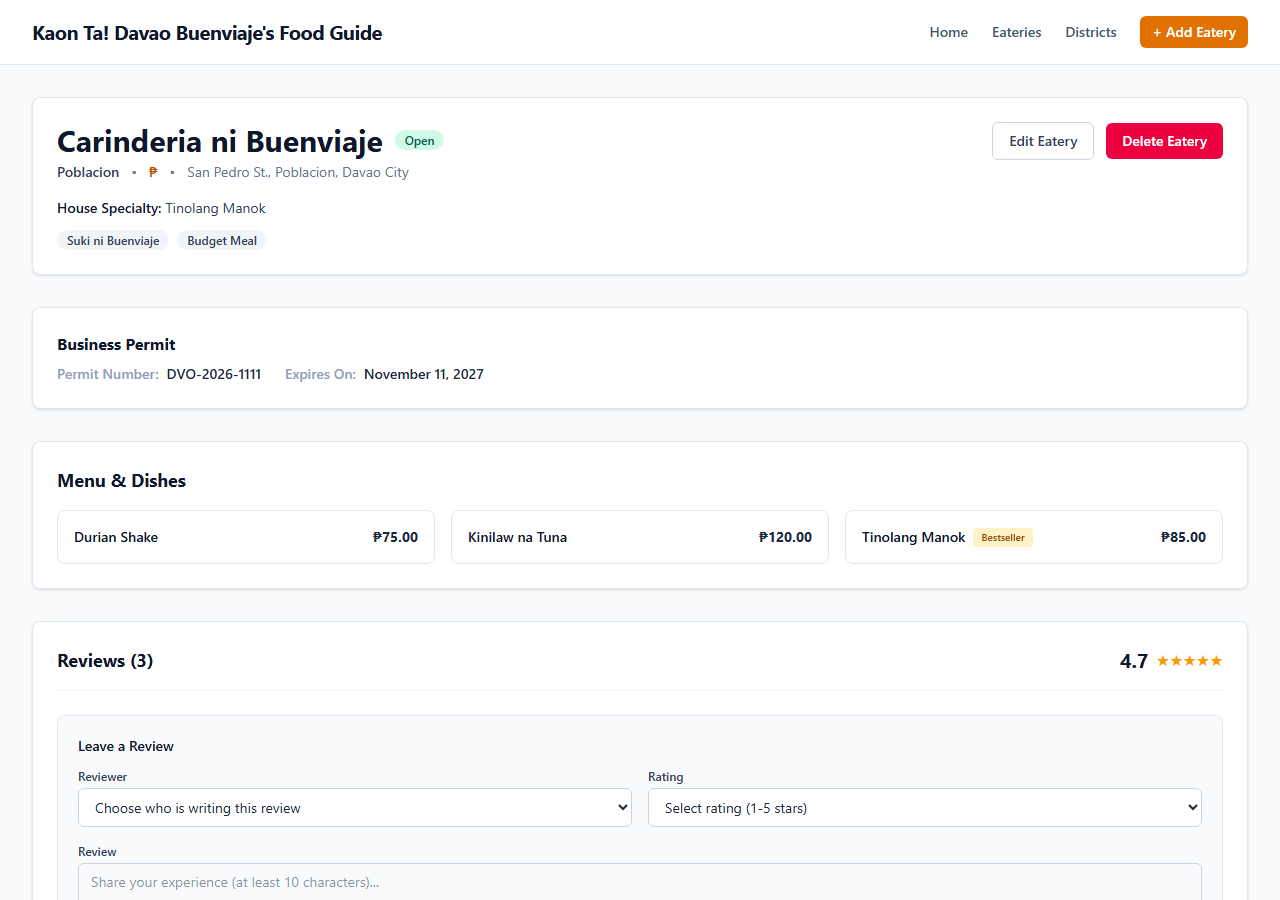 Kaon Ta! Davao Buenviaje's Food Guide
Home Eateries Districts + Add Eatery
Carinderia ni Buenviaje Open Edit Eatery Delete Eatery
Poblacion • ₱ • San Pedro St., Poblacion, Davao City
House Specialty: Tinolang Manok
Suki ni Buenviaje Budget Meal
Business Permit
Permit Number: DVO-2026-1111 Expires On: November 11, 2027
Menu & Dishes
Durian Shake ₱75.00 Kinilaw na Tuna ₱120.00 Tinolang Manok Bestseller ₱85.00
Reviews (3) 4.7 ★★★★★
Leave a Review
Reviewer Rating
Choose who is writing this review Select rating (1-5 stars)
Review
Share your experience (at least 10 characters)...